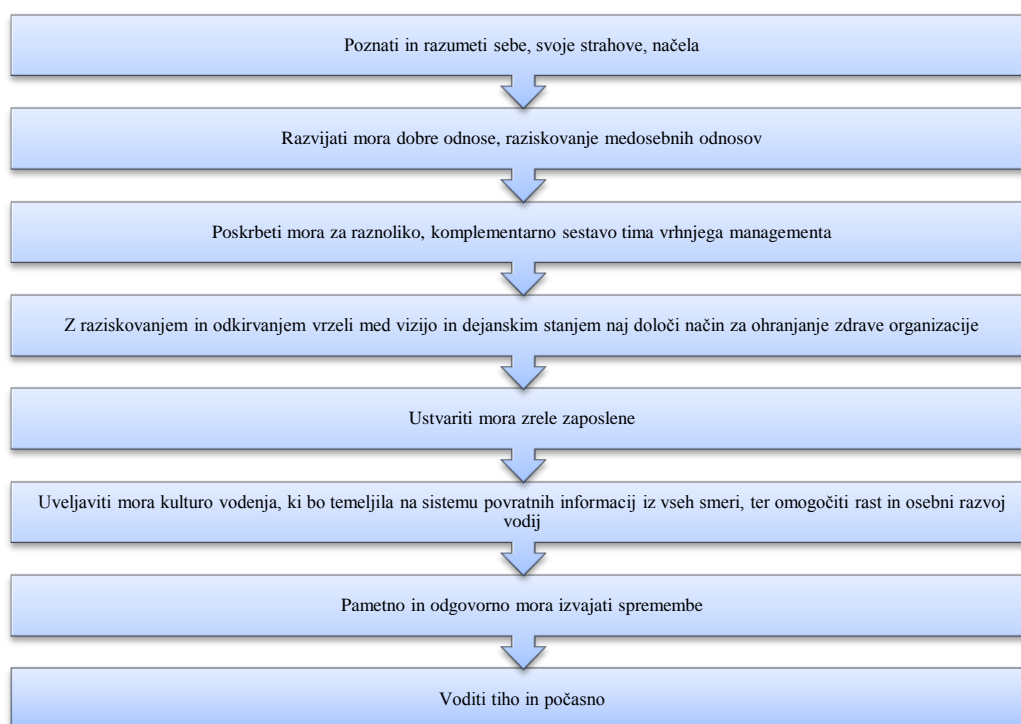 Poznati in razumeti sebe, svoje strahove, načela
Razvijati mora dobre odnose, raziskovanje medosebnih odnosov
Poskrbeti mora za raznoliko, komplementarno sestavo tima vrhnjega managementa
Z raziskovanjem in odkirvanjem vrzeli med vizijo in dejanskim stanjem naj določi način za ohranjanje zdrave organizacije
Ustvariti mora zrele zaposlene
Uveljaviti mora kulturo vodenja, ki bo temeljila na sistemu povratnih informacij iz vseh smeri, ter omogočiti rast in osebni razvoj
vodij
Pametno in odgovorno mora izvajati spremembe
Voditi tiho in počasno